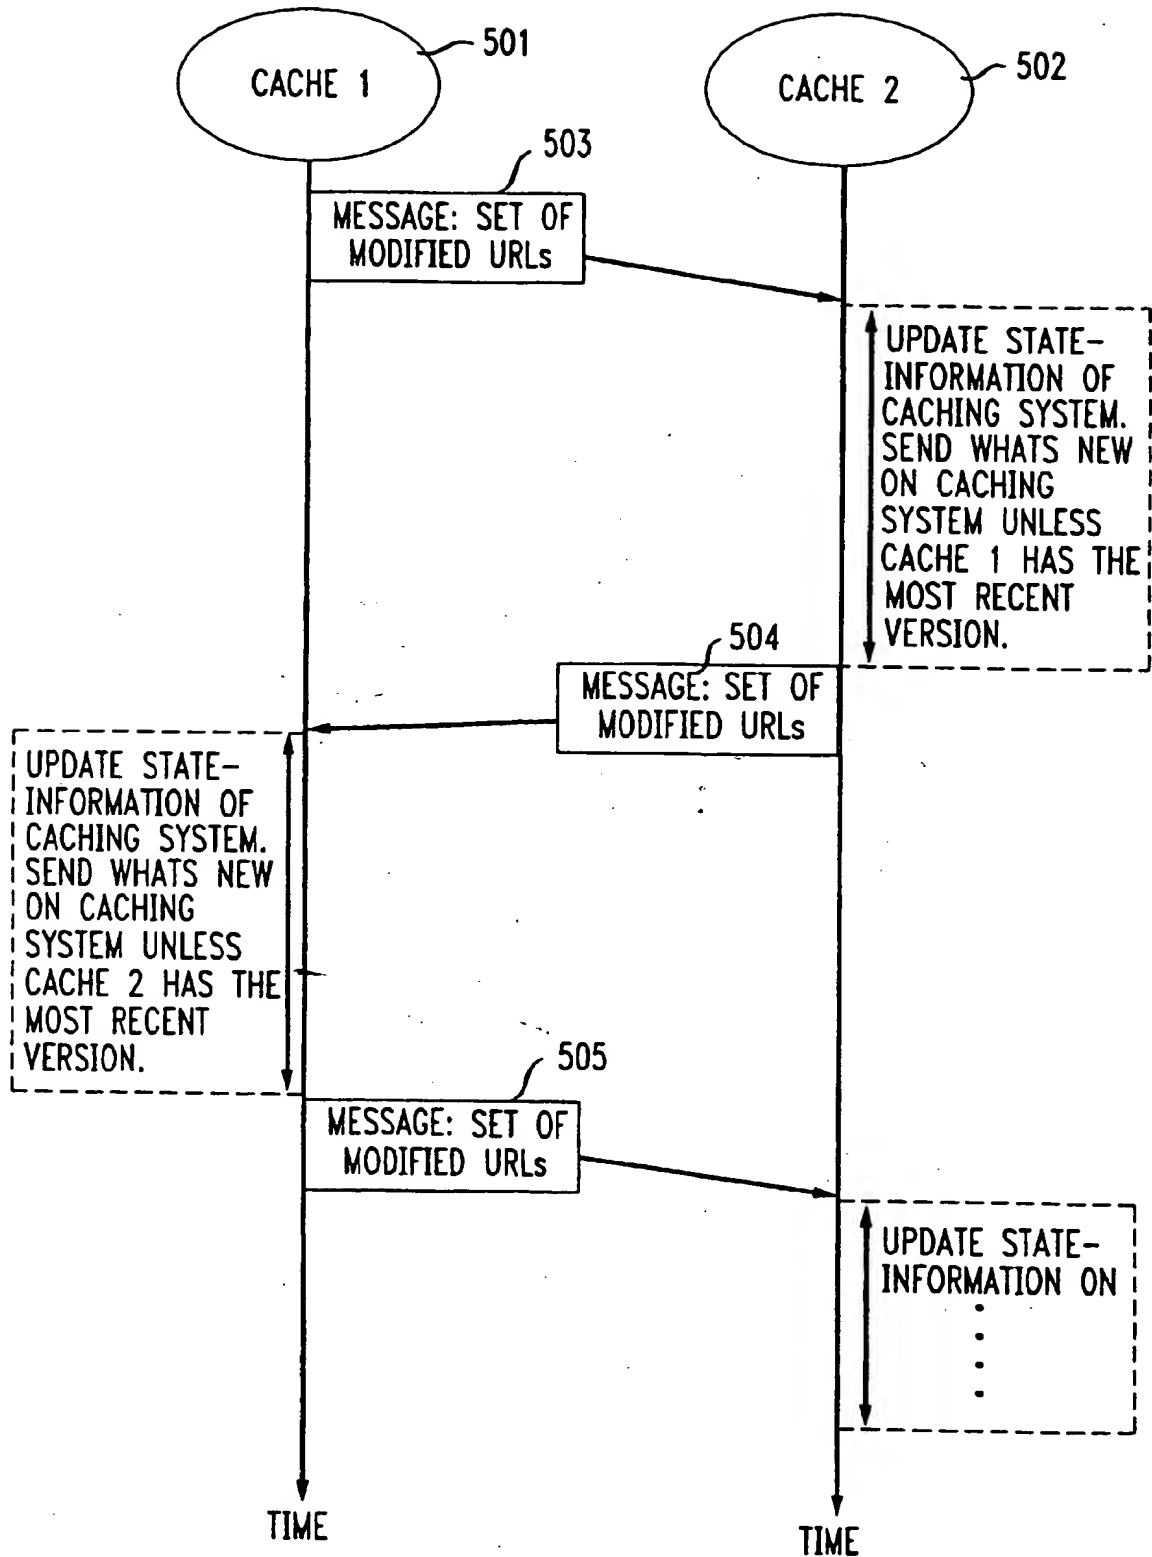 501
CACHE 1
502
CACHE 2
503
MESSAGE: SET OF
MODIFIED URLs
UPDATE STATE-
INFORMATION OF
CACHING SYSTEM.
SEND WHATS NEW
ON CACHING
SYSTEM UNLESS
CACHE 1 HAS THE
MOST RECENT
VERSION.
504
MESSAGE: SET OF
MODIFIED URLs
UPDATE STATE-
INFORMATION OF
CACHING SYSTEM.
SEND WHATS NEW
ON CACHING
SYSTEM UNLESS
CACHE 2 HAS THE
MOST RECENT
VERSION.
505
MESSAGE: SET OF
MODIFIED URLs
UPDATE STATE-
INFORMATION ON
TIME
TIME